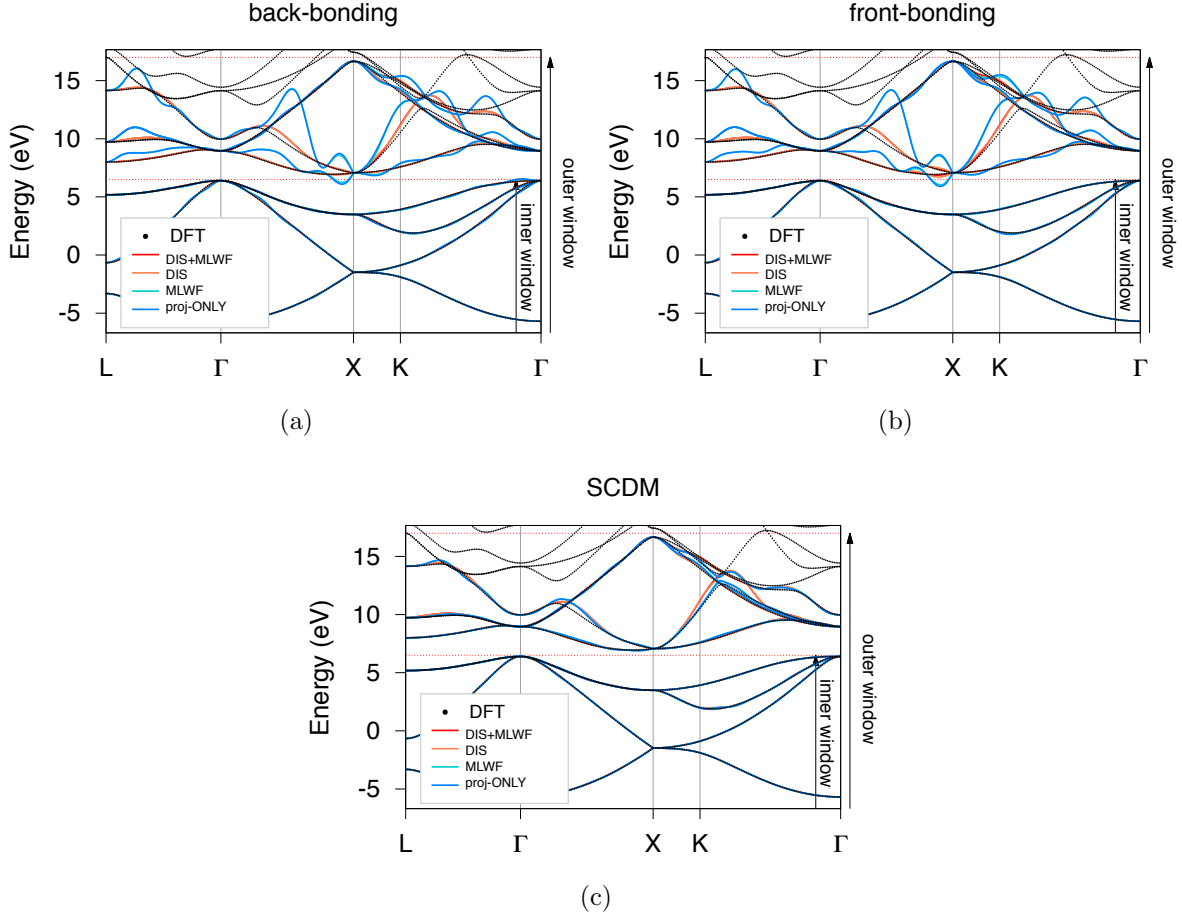 back-bonding
Energy (eV)
15
10
5
0
-5
DFT
DIS+MLWF
DIS
MLWF
proj-ONLY
inner window
outer window
L Γ X K Γ
(a)
front-bonding
Energy (eV)
15
10
5
0
-5
DFT
DIS+MLWF
DIS
MLWF
proj-ONLY
inner window
outer window
L Γ X K Γ
(b)
SCDM
Energy (eV)
15
10
5
0
-5
DFT
DIS+MLWF
DIS
MLWF
proj-ONLY
inner window
outer window
L Γ X K Γ
(c)